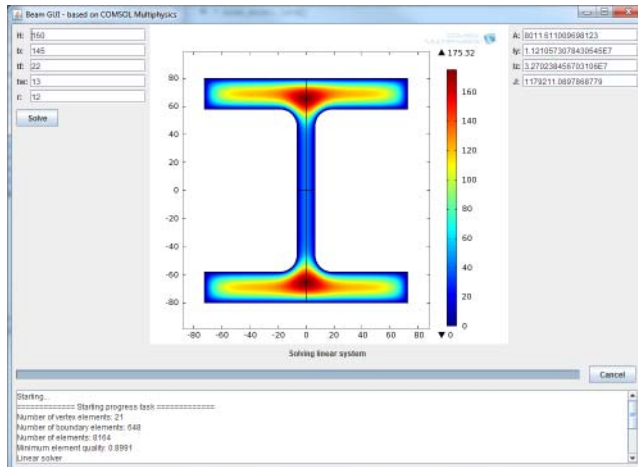 Beam GUI - based on COMSOL Multiphysics
H: 160
b: 145
tf: 22
tw: 13
r: 12
Solve
A: 8011.611009698123
Iy: 1.1210573078430545E7
Iz: 3.270238456703106E7
J: 1179211.0897868779
▲ 175.32
160
140
120
100
80
60
40
20
0
▼ 0
80
60
40
20
0
-20
-40
-60
-80
-80 -60 -40 -20 0 20 40 60 80
Solving linear system
Cancel
Starting...
============= Starting progress task =============
Number of vertex elements: 21
Number of boundary elements: 648
Number of elements: 8164
Minimum element quality: 0.8991
Linear solver